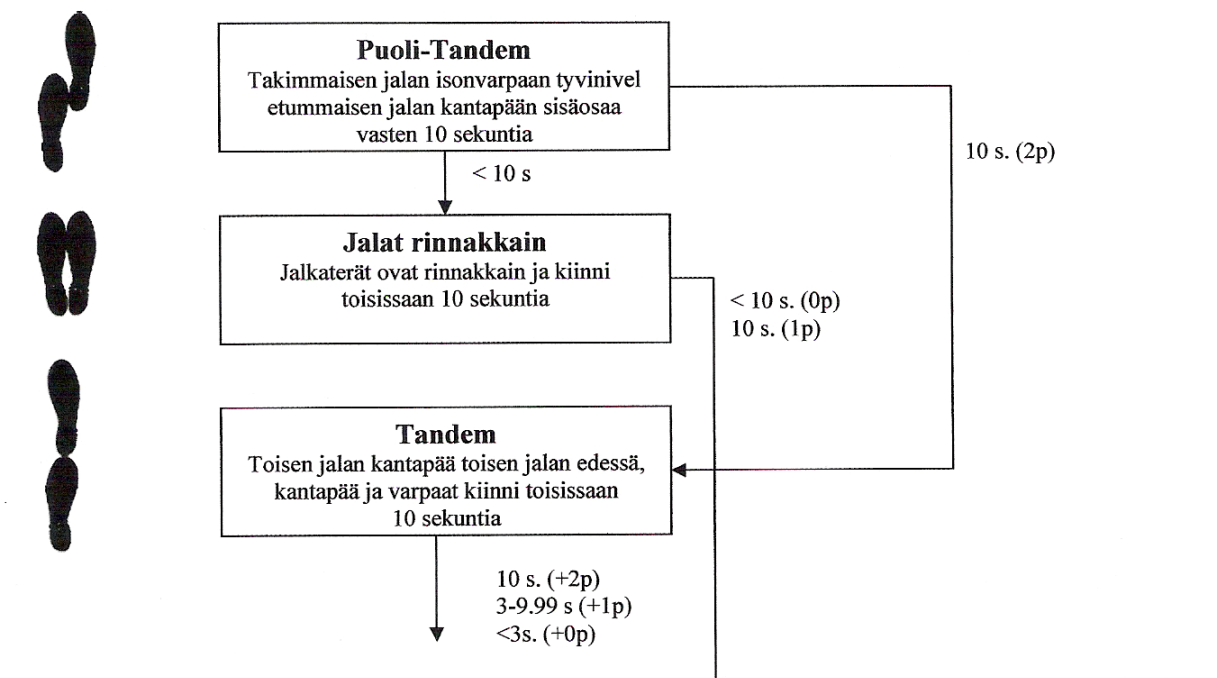 Puoli-Tandem
Takimmaisen jalan isonvarpaan tyvinivel
etummaisen jalan kantapään sisäosaa
vasten 10 sekuntia
10 s. (2p)
< 10 s
Jalat rinnakkain
Jalkaterät ovat rinnakkain ja kiinni
toisissaan 10 sekuntia
< 10 s. (0p)
10 s. (1p)
Tandem
Toisen jalan kantapää toisen jalan edessä,
kantapää ja varpaat kiinni toisissaan
10 sekuntia
10 s. (+2p)
3-9.99 s (+1p)
<3s. (+0p)